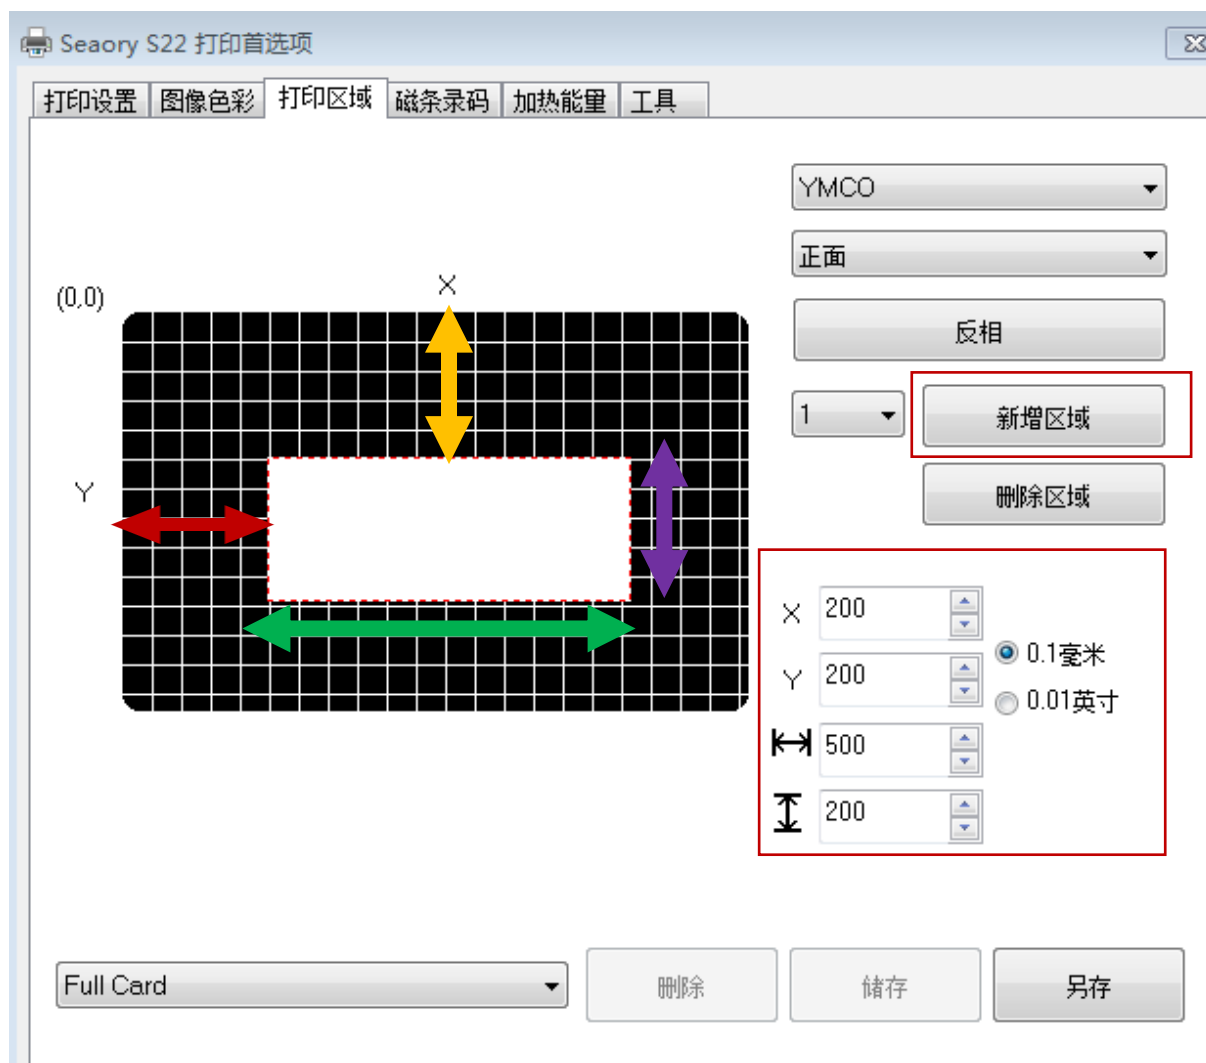 Seaory S22 打印首选项
打印设置 图像色彩 打印区域 磁条录码 加热能量 工具
YMCO
正面
X
(0,0)
反相
1 新增区域
Y
删除区域
X 200
0.1毫米
Y 200
0.01英寸
500
200
Full Card 删除 储存 另存